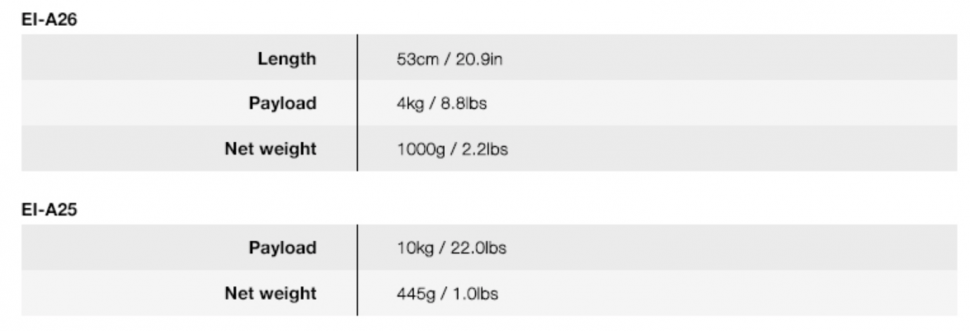 EI-A26
Length 53cm / 20.9in
Payload 4kg / 8.8lbs
Net weight 1000g / 2.2lbs
EI-A25
Payload 10kg / 22.0lbs
Net weight 445g / 1.0lbs